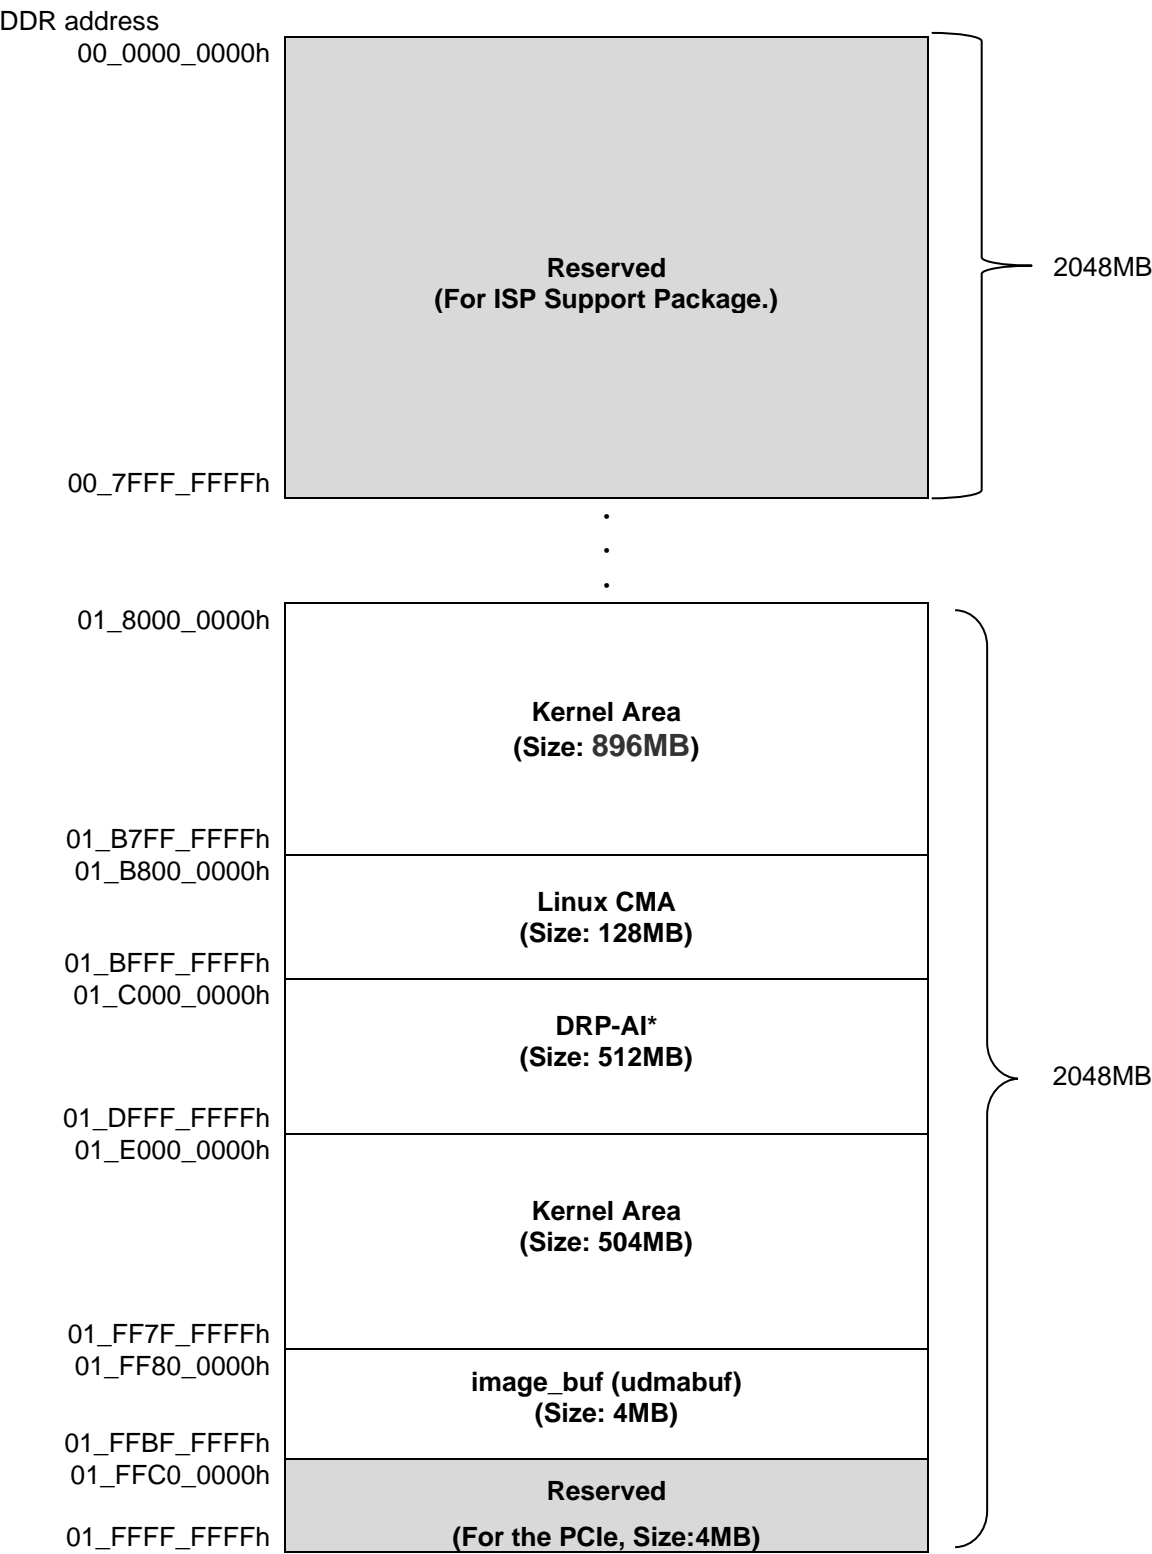 DDR address
00_0000_0000h
Reserved
(For ISP Support Package.)
2048MB
00_7FFF_FFFFh
.
.
.
01_8000_0000h
Kernel Area
(Size: 896MB)
01_B7FF_FFFFh
01_B800_0000h
Linux CMA
(Size: 128MB)
01_BFFF_FFFFh
01_C000_0000h
DRP-AI*
(Size: 512MB)
2048MB
01_DFFF_FFFFh
01_E000_0000h
Kernel Area
(Size: 504MB)
01_FF7F_FFFFh
01_FF80_0000h
image_buf (udmabuf)
(Size: 4MB)
01_FFBF_FFFFh
01_FFC0_0000h
Reserved
(For the PCIe, Size:4MB)
01_FFFF_FFFFh